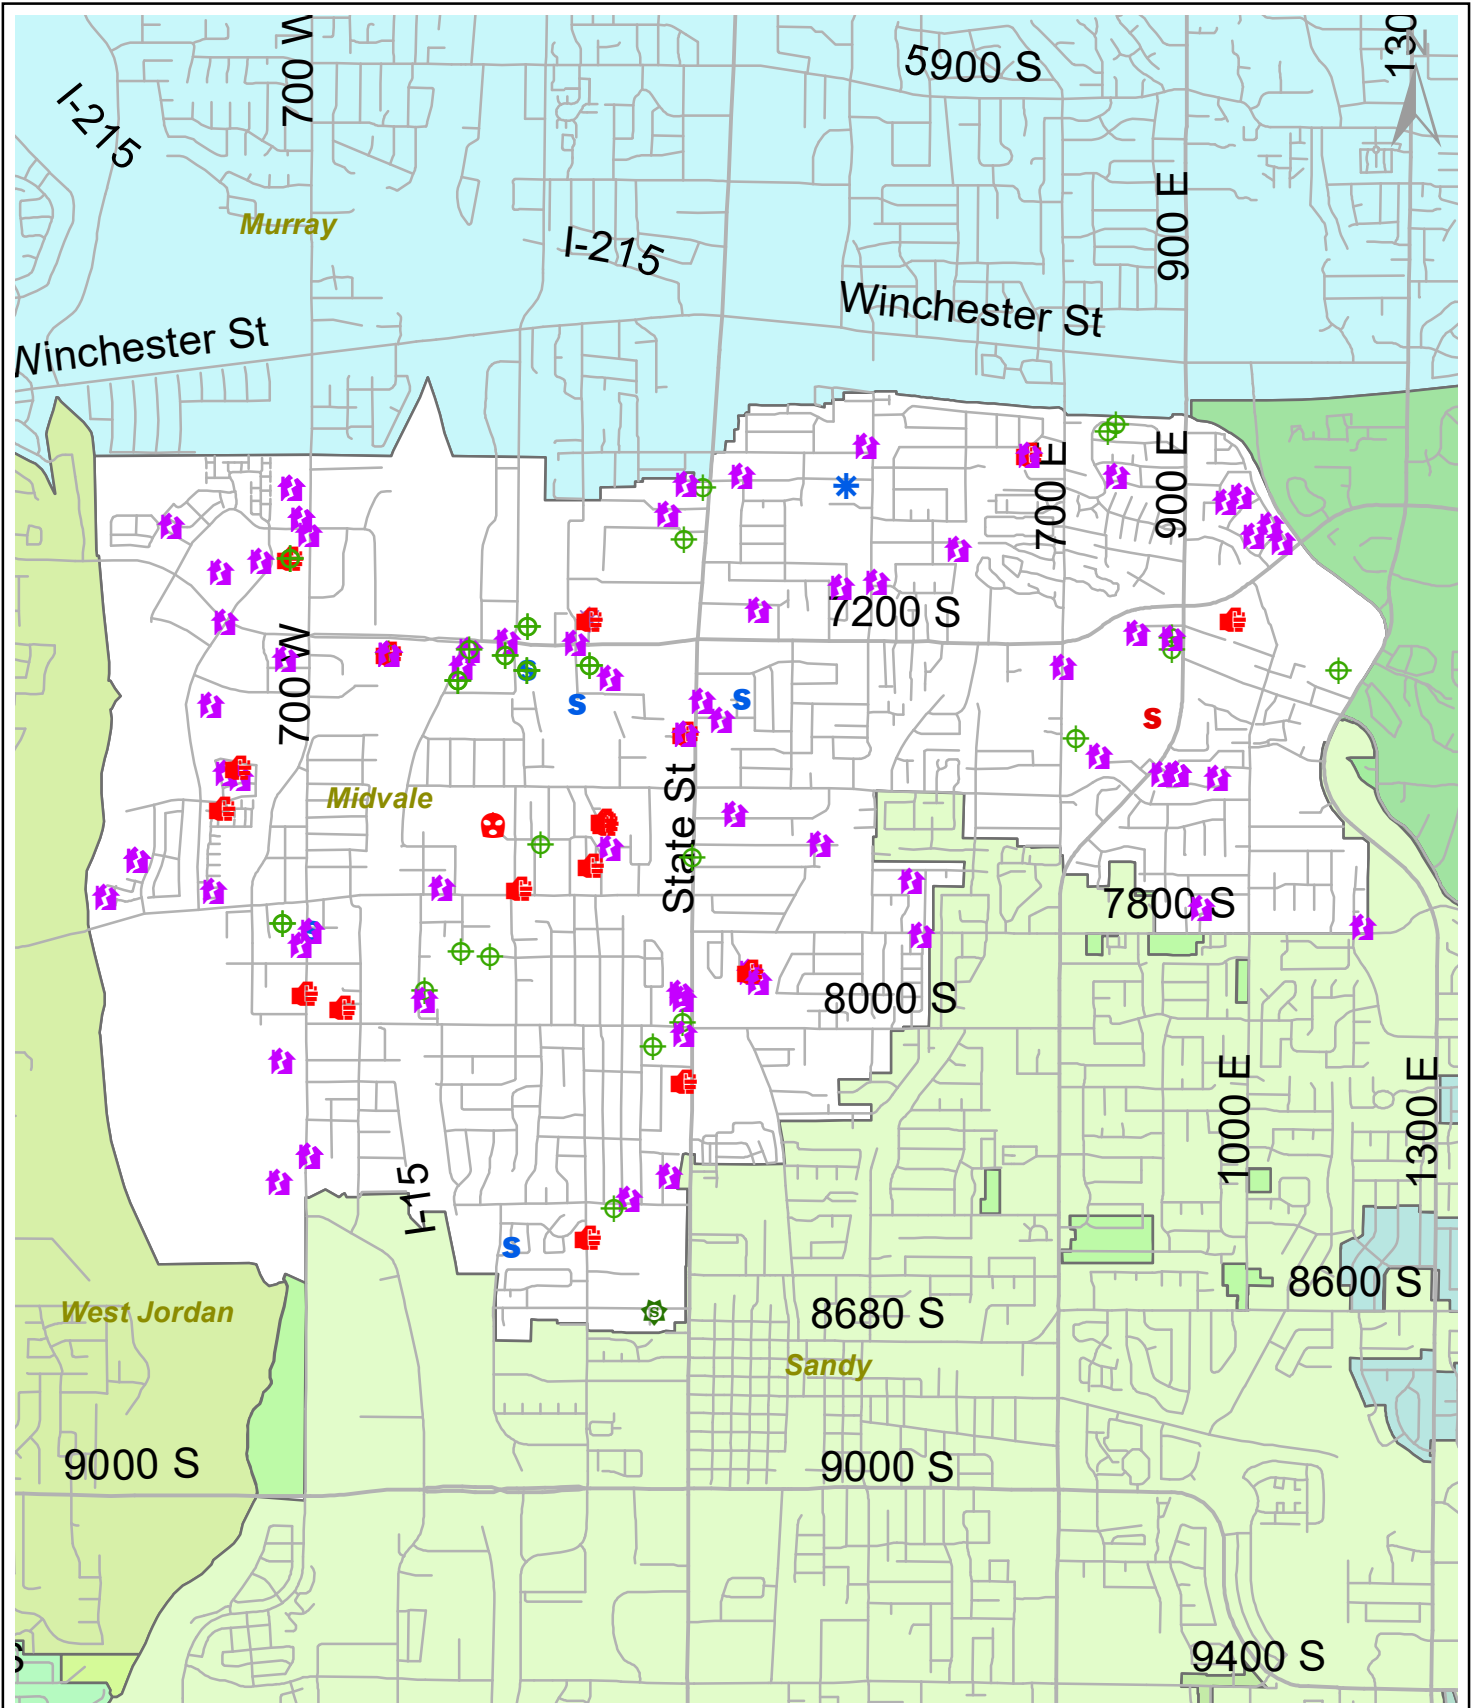 700 W
5900 S
130
I-215
900 E
Murray
I-215
Winchester St
Winchester St
700 E
900 E
7200 S
700 W
S
S
S
S
Midvale
State St
7800 S
8000 S
1000 E
1300 E
I-15
S
8600 S
West Jordan
S
8680 S
Sandy
9000 S
9000 S
9400 S
S